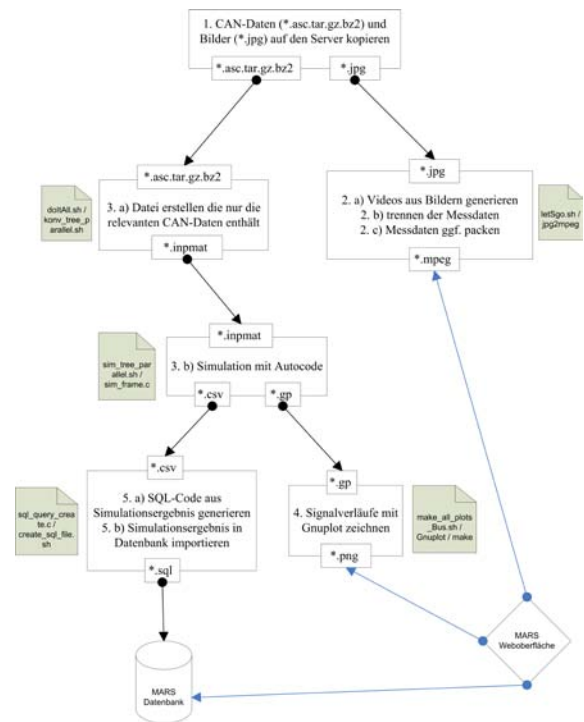 1. CAN-Daten (*.asc.tar.gz.bz2) und
Bilder (*.jpg) auf den Server kopieren
*.asc.tar.gz.bz2
*.jpg
*.asc.tar.gz.bz2
3. a) Datei erstellen die nur die
relevanten CAN-Daten enthält
*.inpmat
doItAll.sh /
konv_tree_p
arallel.sh
*.jpg
2. a) Videos aus Bildern generieren
2. b) trennen der Messdaten
2. c) Messdaten ggf. packen
*.mpeg
letSgo.sh /
jpg2mpeg
*.inpmat
3. b) Simulation mit Autocode
*.csv
*.gp
sim_tree_par
allel.sh /
sim_frame.c
*.csv
5. a) SQL-Code aus
Simulationsergebnis generieren
5. b) Simulationsergebnis in
Datenbank importieren
*.sql
sql_query_crea
te.c /
create_sql_file.
sh
*.gp
4. Signalverläufe mit
Gnuplot zeichnen
*.png
make_all_plots
_Bus.sh /
Gnuplot / make
MARS
Weboberfläche
MARS
Datenbank